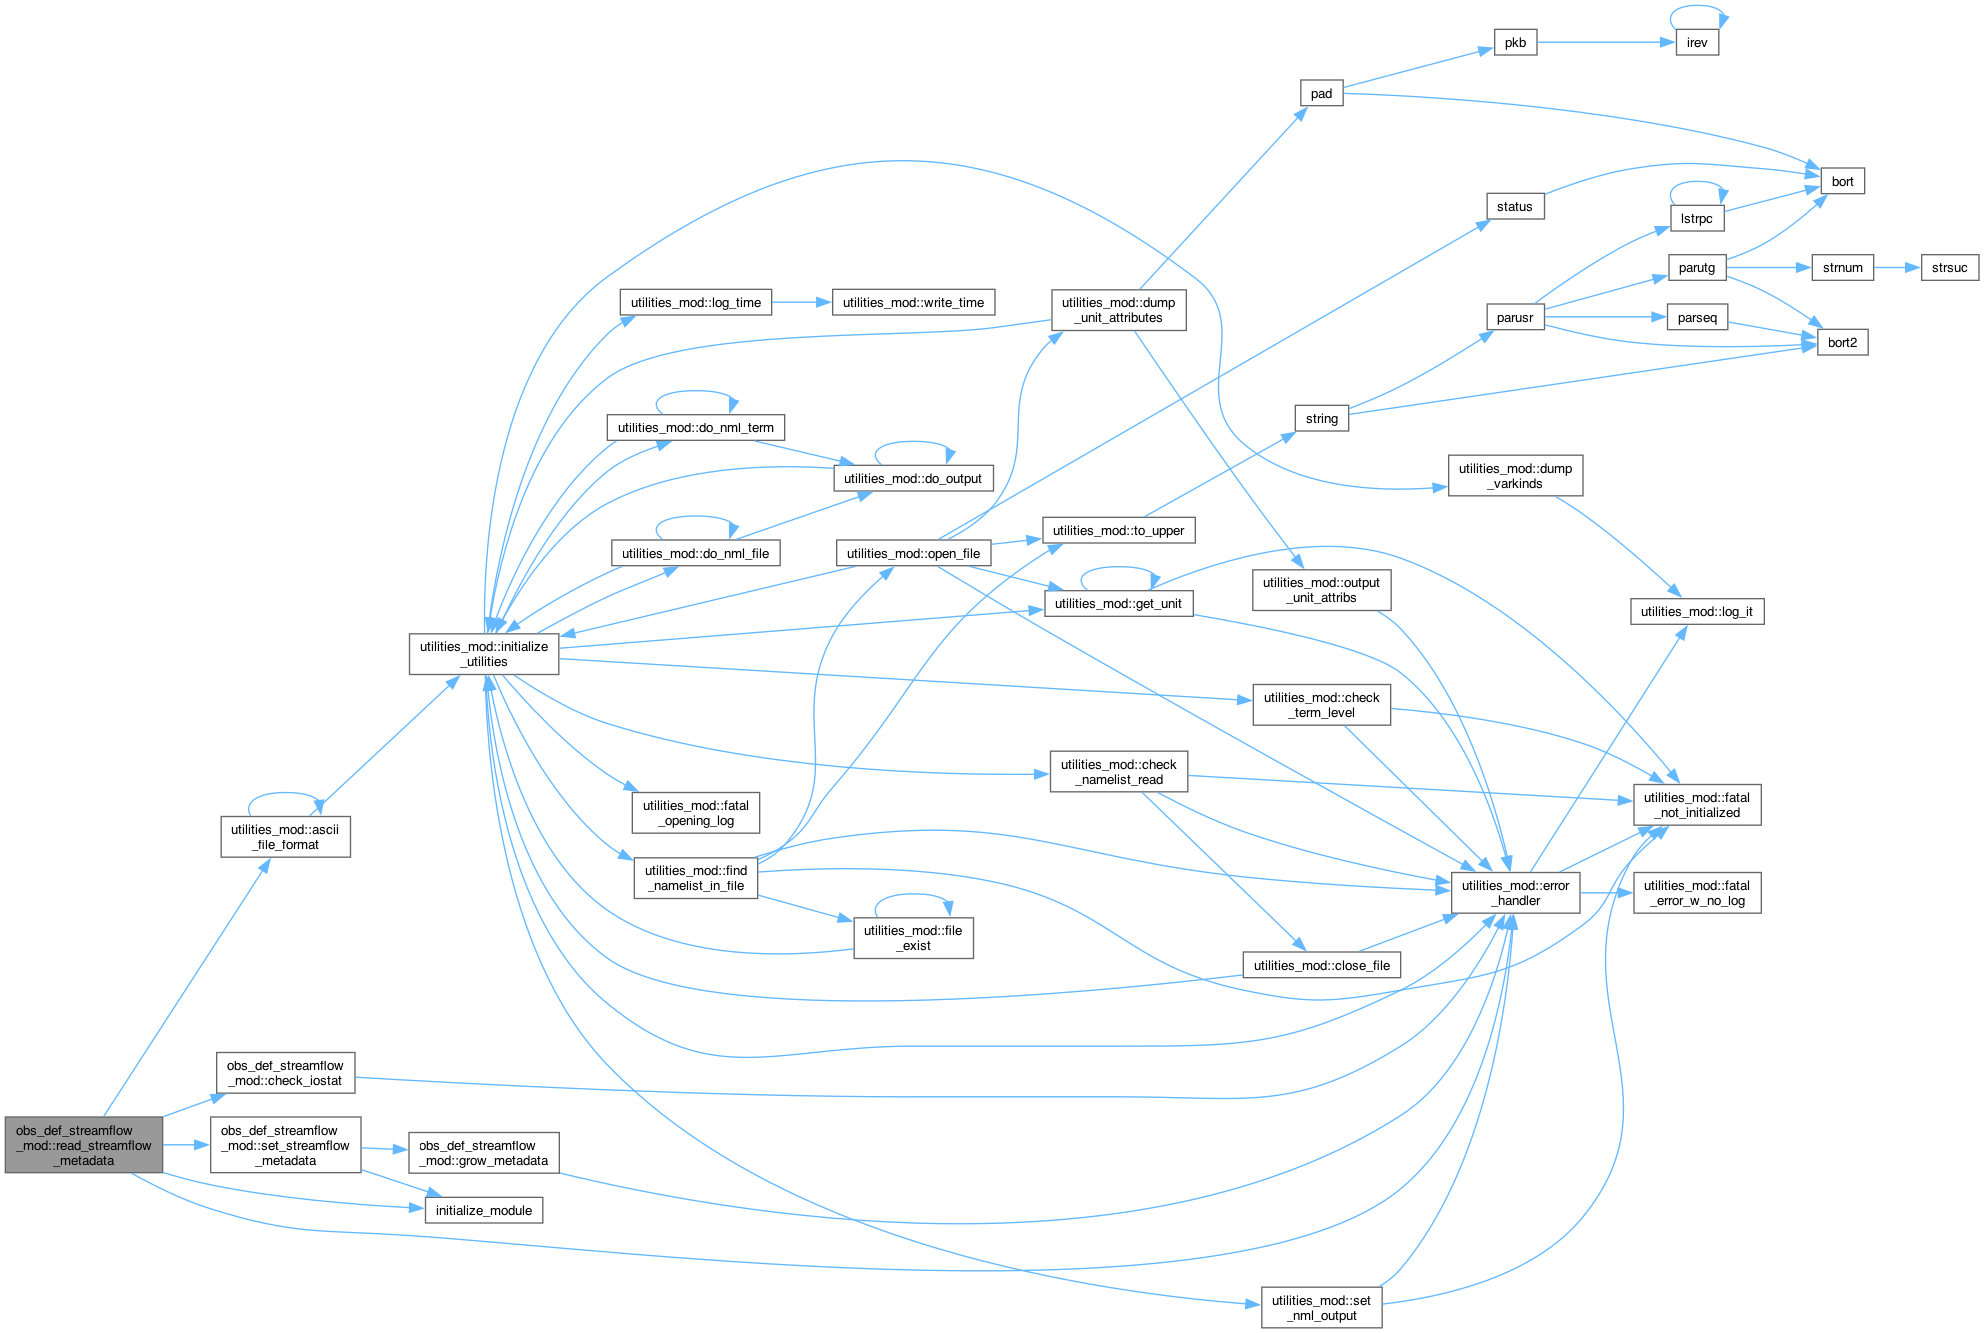 pkb
irev
pad
bort
status
lstrpc
parutg
strnum
strsuc
utilities_mod::log_time
utilities_mod::write_time
utilities_mod::dump
_unit_attributes
parusr
parseq
bort2
string
utilities_mod::do_nml_term
utilities_mod::do_output
utilities_mod::dump
_varkinds
utilities_mod::to_upper
utilities_mod::do_nml_file
utilities_mod::open_file
utilities_mod::output
_unit_attribs
utilities_mod::get_unit
utilities_mod::log_it
utilities_mod::initialize
_utilities
utilities_mod::check
_term_level
utilities_mod::check
_namelist_read
utilities_mod::fatal
_not_initialized
utilities_mod::fatal
_opening_log
utilities_mod::ascii
_file_format
utilities_mod::find
_namelist_in_file
utilities_mod::error
_handler
utilities_mod::fatal
_error_w_no_log
utilities_mod::file
_exist
utilities_mod::close_file
obs_def_streamflow
_mod::check_iostat
obs_def_streamflow
_mod::read_streamflow
_metadata
obs_def_streamflow
_mod::set_streamflow
_metadata
obs_def_streamflow
_mod::grow_metadata
initialize_module
utilities_mod::set
_nml_output